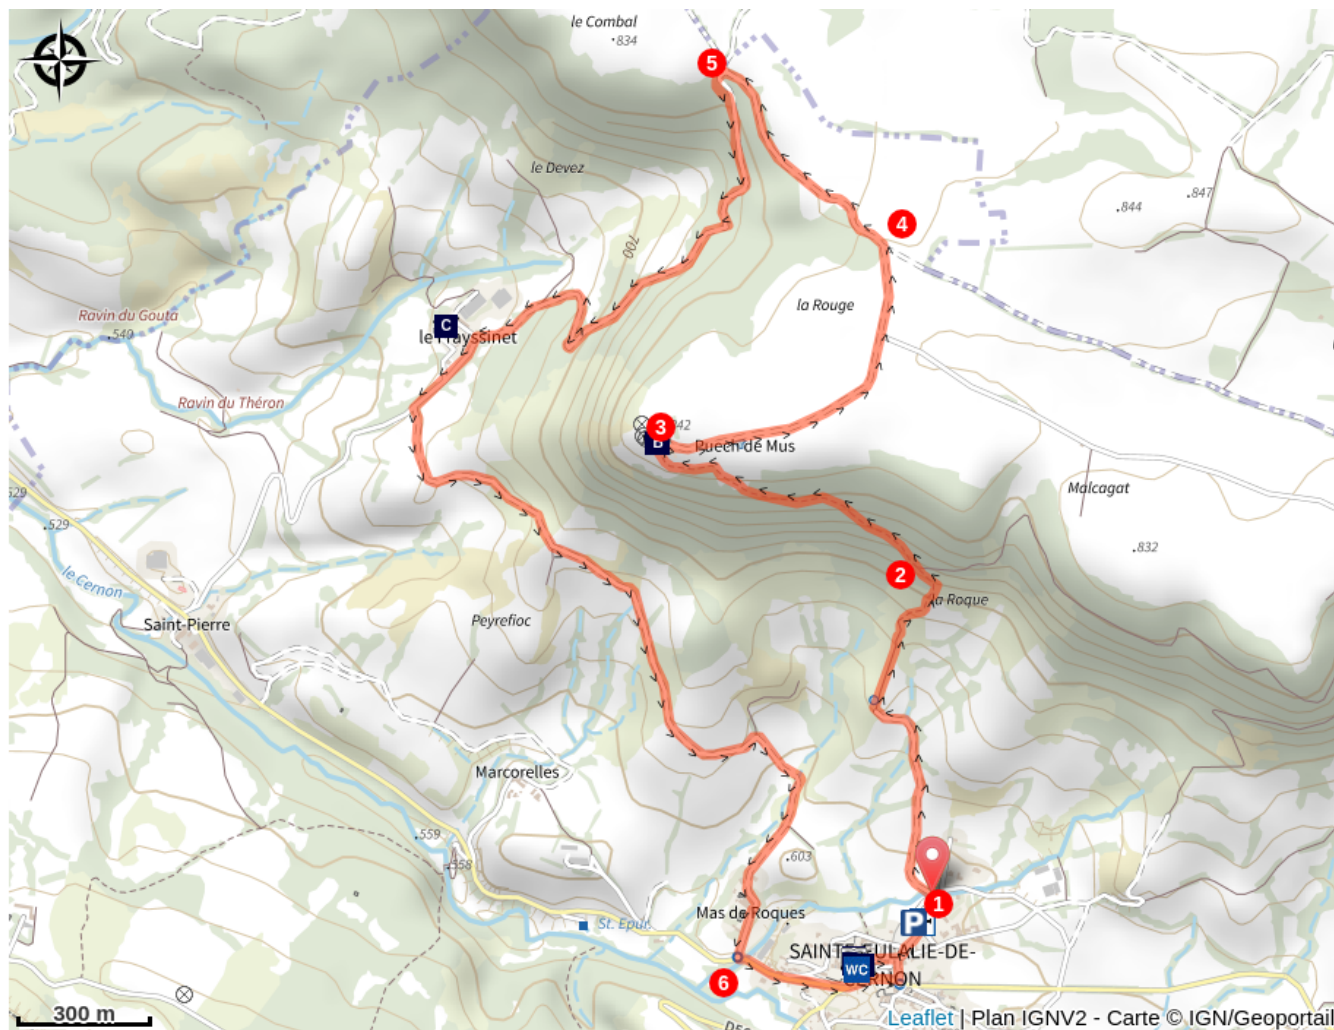 le Combal
834
5
le Devez
847
844
4
700
la Rouge
Ravin du Gouta
549
C
Ravin du Théron
3
B
Puech de Mus
Malcagat
529
529
832
le Cernon
2
la Roque
Saint-Pierre
Peyrefioc
Marcorelles
559
558
603
1
P
Mas de Roques
St. Epur.
WC
6
300 m
Leaflet | Plan IGNV2 - Carte © IGN/Geoportail